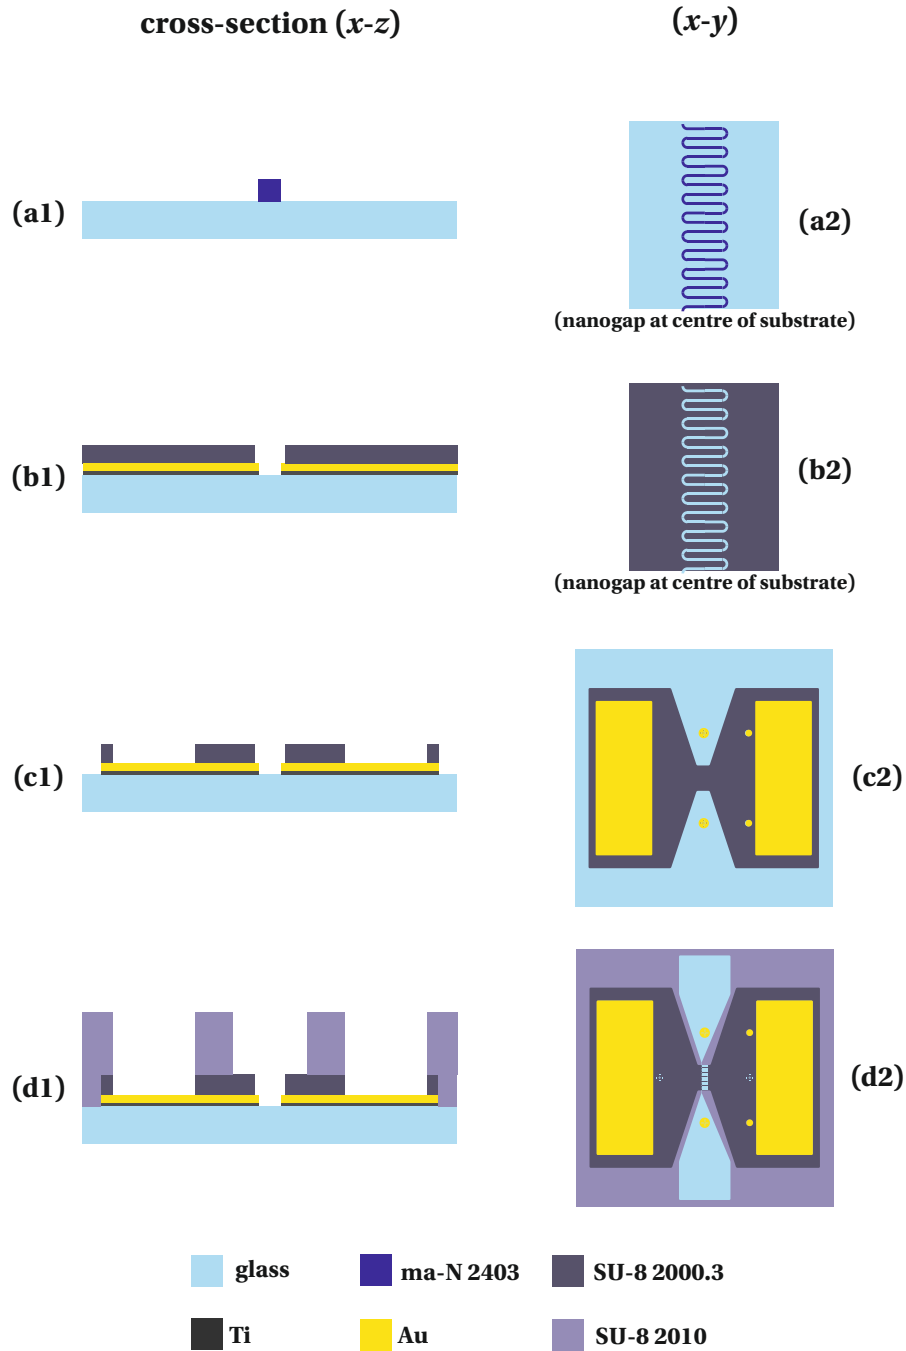 cross-section (x-z)
(x-y)
(a1)
(a2)
(nanogap at centre of substrate)
(b1)
(b2)
(nanogap at centre of substrate)
(c1)
(c2)
(d1)
(d2)
glass
ma-N 2403
SU-8 2000.3
Ti
Au
SU-8 2010